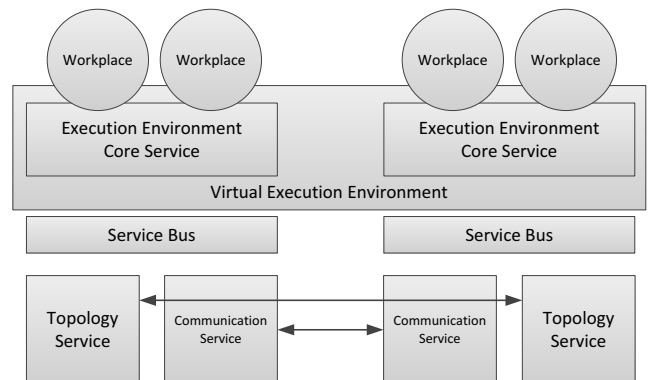 Workplace Workplace Workplace Workplace
Execution Environment Execution Environment
Core Service Core Service
Virtual Execution Environment
Service Bus Service Bus
Topology Communication Communication Topology
Service Service Service Service